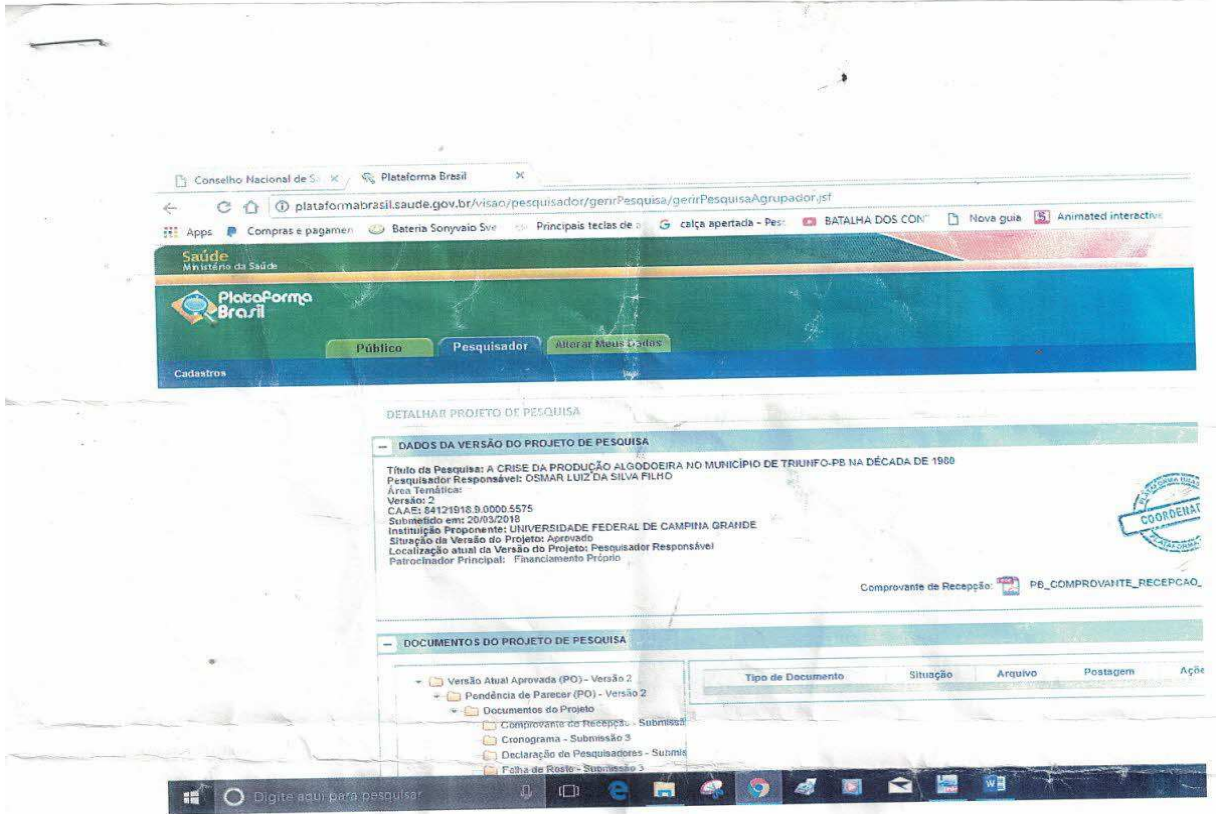 Conselho Nacional de S
Plataforma Brasil
plataformabrasil.saude.gov.br/visao/pesquisador/gerirPesquisa/gerirPesquisaAgrupador.jsf
Apps
Compras e pagamen
Bateria Sonyvaio Sve
Principais teclas de a
calça apertada - Pes
BATALHA DOS CON
Nova guia
Animated interactive
Saúde
Ministério da Saúde
Plataforma
Brasil
Público
Pesquisador
Alterar Meus Dados
Cadastros
DETALHAR PROJETO DE PESQUISA
– DADOS DA VERSÃO DO PROJETO DE PESQUISA
Título da Pesquisa: A CRISE DA PRODUÇÃO ALGODOEIRA NO MUNICÍPIO DE TRIUNFO-PB NA DÉCADA DE 1980
Pesquisador Responsável: OSMAR LUIZ DA SILVA FILHO
Área Temática:
Versão: 2
CAAE: 84121918.9.0000.5575
Submetido em: 20/03/2018
Instituição Proponente: UNIVERSIDADE FEDERAL DE CAMPINA GRANDE
Situação da Versão do Projeto: Aprovado
Localização atual da Versão do Projeto: Pesquisador Responsável
Patrocinador Principal: Financiamento Próprio
COORDENAC
Comprovante de Recepção: PB_COMPROVANTE_RECEPCAO_
– DOCUMENTOS DO PROJETO DE PESQUISA
Versão Atual Aprovada (PO) - Versão 2
Pendência de Parecer (PO) - Versão 2
Documentos do Projeto
Comprovante de Recepçã - Submissã
Cronograma - Submissão 3
Declaração de Pesquisadores - Submis
Folha de Rosto - Submissão 3
Tipo de Documento Situação Arquivo Postagem Açõe
Digite aqui para pesquisar